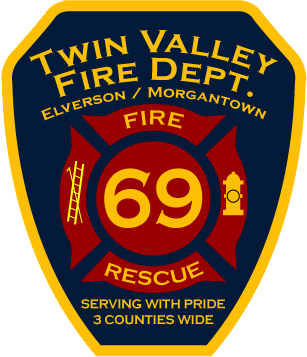 TWIN VALLEY
FIRE DEPT.
ELVERSON / MORGANTOWN
FIRE
69
RESCUE
SERVING WITH PRIDE
3 COUNTIES WIDE